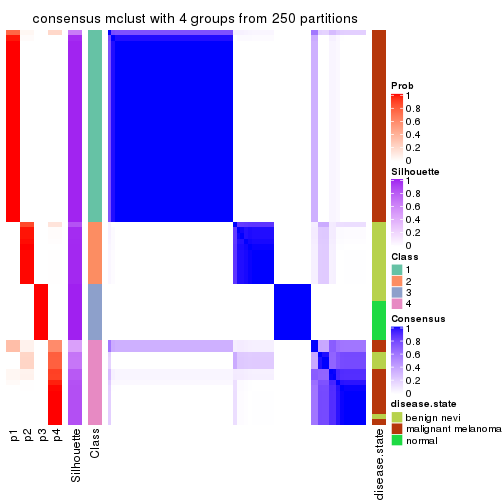 consensus mclust with 4 groups from 250 partitions
Prob
1
0.8
0.6
0.4
0.2
0
Silhouette
1
0.8
0.6
0.4
0.2
0
Class
1
2
3
4
Consensus
1
0.8
0.6
0.4
0.2
0
disease.state
benign nevi
malignant melanoma
normal
p1
p2
p3
p4
Silhouette
Class
disease.state